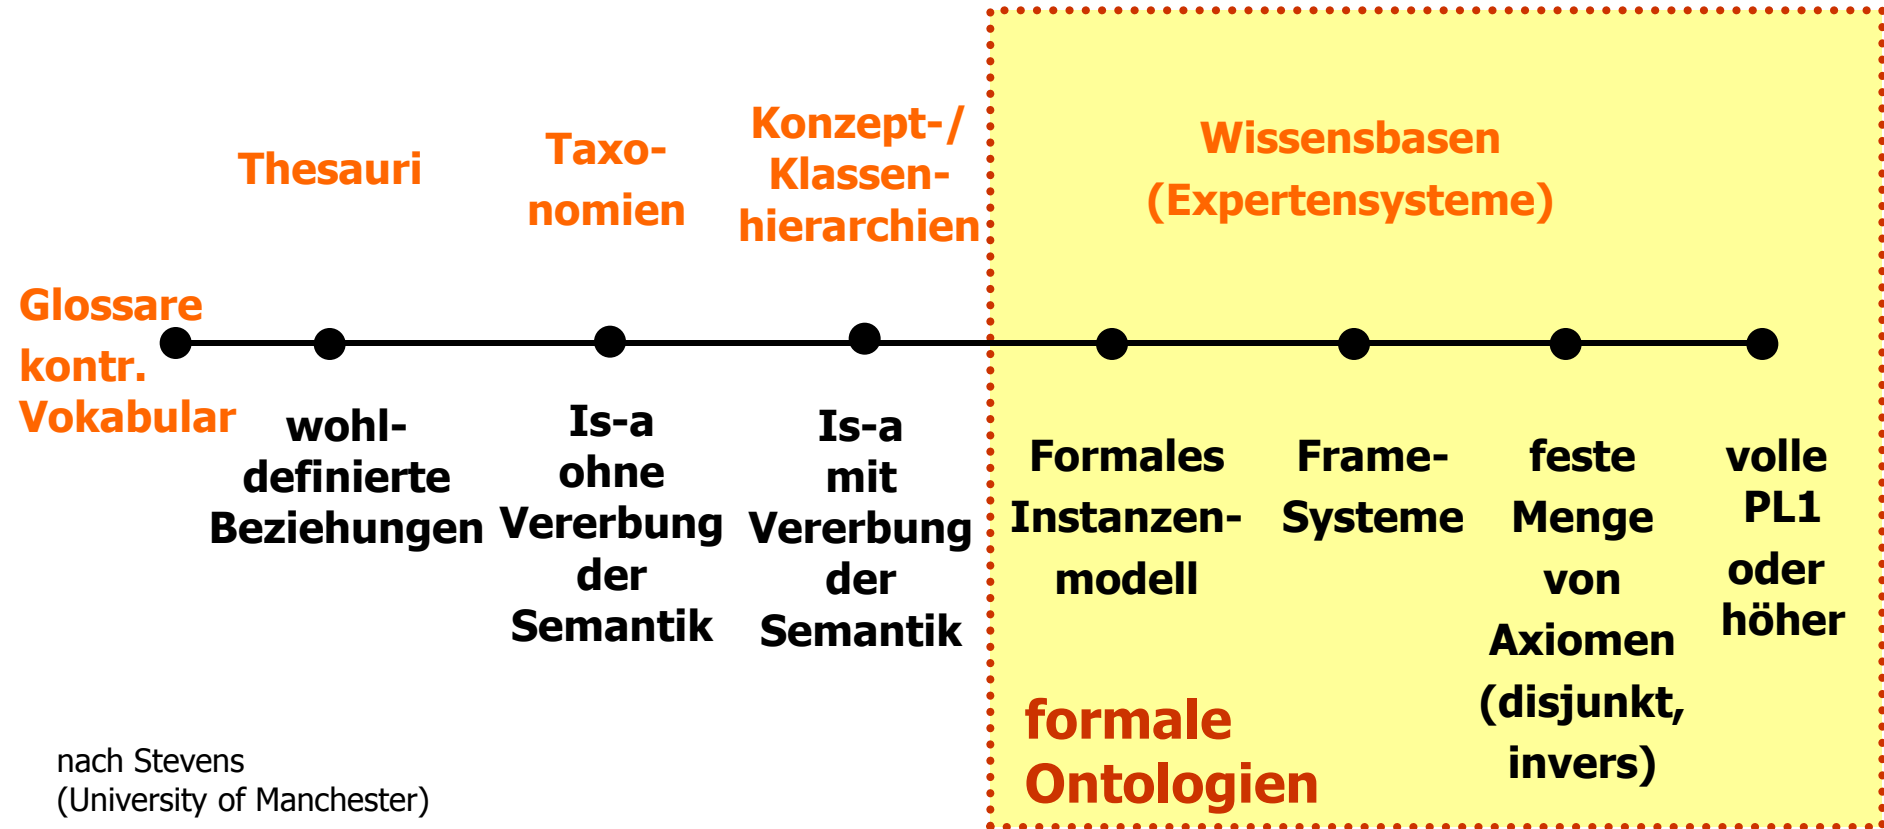 Glossare
kontr.
Vokabular
Thesauri
Taxo-
nomien
Konzept-/
Klassen-
hierarchien
Wissensbasen
(Expertensysteme)
wohl-
definierte
Beziehungen
Is-a
ohne
Vererbung
der
Semantik
Is-a
mit
Vererbung
der
Semantik
Formales
Instanzen-
modell
Frame-
Systeme
feste
Menge
von
Axiomen
(disjunkt,
invers)
volle
PL1
oder
höher
formale
Ontologien
nach Stevens
(University of Manchester)